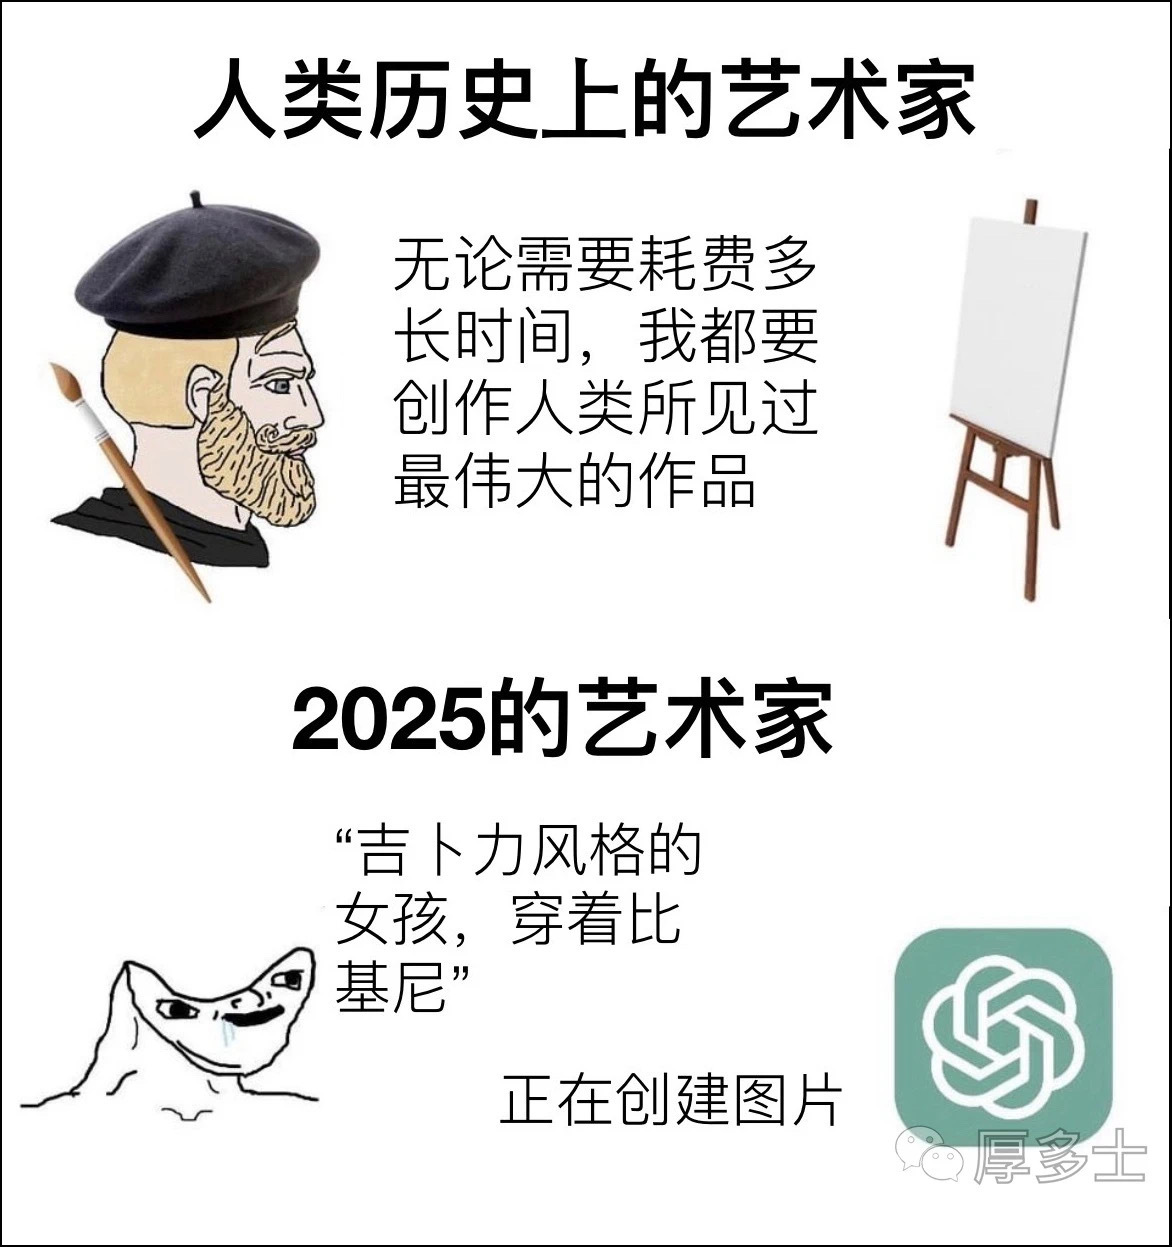 人类历史上的艺术家
无论需要耗费多
长时间，我都要
创作人类所见过
最伟大的作品
2025的艺术家
“吉卜力风格的
女孩，穿着比
基尼”
正在创建图片
厚多士